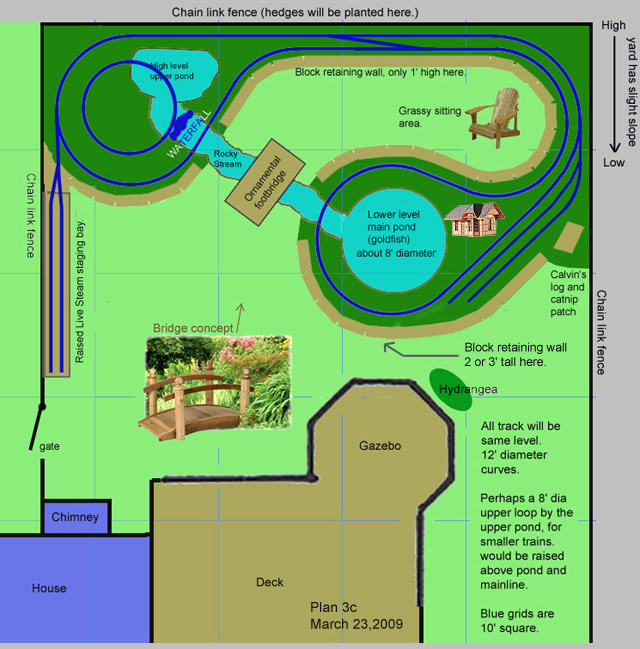 Chain link fence (hedges will be planted here.)
High
yard has slight slope
Low
High level
upper pond
Block retaining wall, only 1' high here.
Grassy sitting
area.
WATERFALL
Rocky
Stream
Ornamental
footbridge
Chain link fence
Raised Live Steam staging bay.
Lower level
main pond
(goldfish)
about 8' diameter
Calvin's
log and
catnip
patch
Chain link fence
Bridge concept
Block retaining wall
2 or 3' tall here.
Hydrangea
gate
Gazebo
All track will be
same level.
12' diameter
curves.
Perhaps a 8' dia
upper loop by the
upper pond, for
smaller trains.
would be raised
above pond and
mainline.
Blue grids are
10' square.
Chimney
House
Deck
Plan 3c
March 23,2009